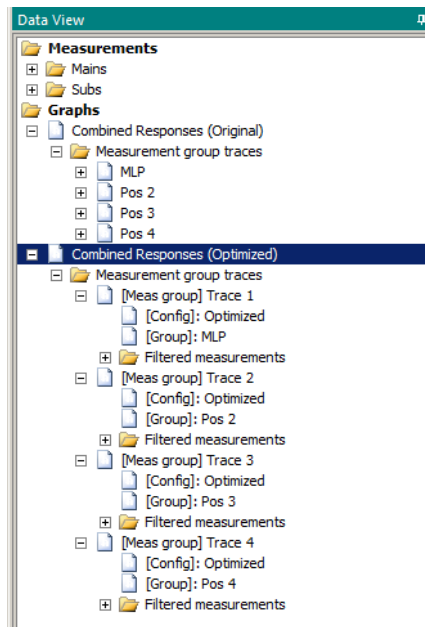 Data View
Measurements
Mains
Subs
Graphs
Combined Responses (Original)
Measurement group traces
MLP
Pos 2
Pos 3
Pos 4
Combined Responses (Optimized)
Measurement group traces
[Meas group] Trace 1
[Config]: Optimized
[Group]: MLP
Filtered measurements
[Meas group] Trace 2
[Config]: Optimized
[Group]: Pos 2
Filtered measurements
[Meas group] Trace 3
[Config]: Optimized
[Group]: Pos 3
Filtered measurements
[Meas group] Trace 4
[Config]: Optimized
[Group]: Pos 4
Filtered measurements